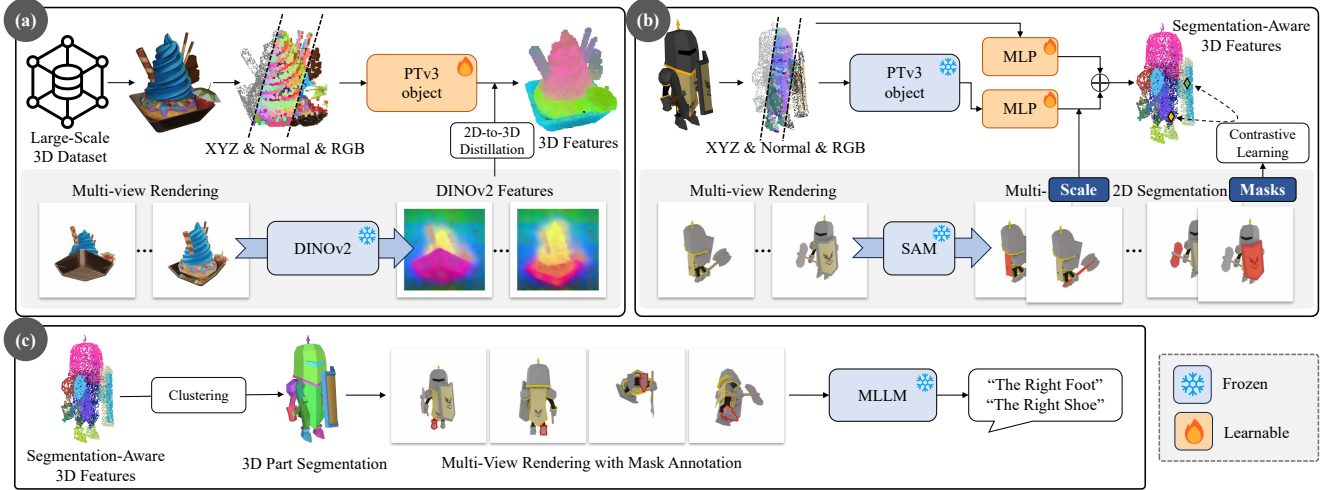 (a)
Large-Scale
3D Dataset
XYZ & Normal & RGB
PTv3
object
2D-to-3D
Distillation
3D Features
Multi-view Rendering
DINOv2 Features
...
DINOv2
...
(b)
XYZ & Normal & RGB
PTv3
object
MLP
MLP
Segmentation-Aware
3D Features
Contrastive
Learning
Multi-view Rendering
Multi- Scale 2D Segmentation Masks
...
SAM
...
(c)
Segmentation-Aware
3D Features
Clustering
3D Part Segmentation
Multi-View Rendering with Mask Annotation
MLLM
“The Right Foot”
“The Right Shoe”
Frozen
Learnable